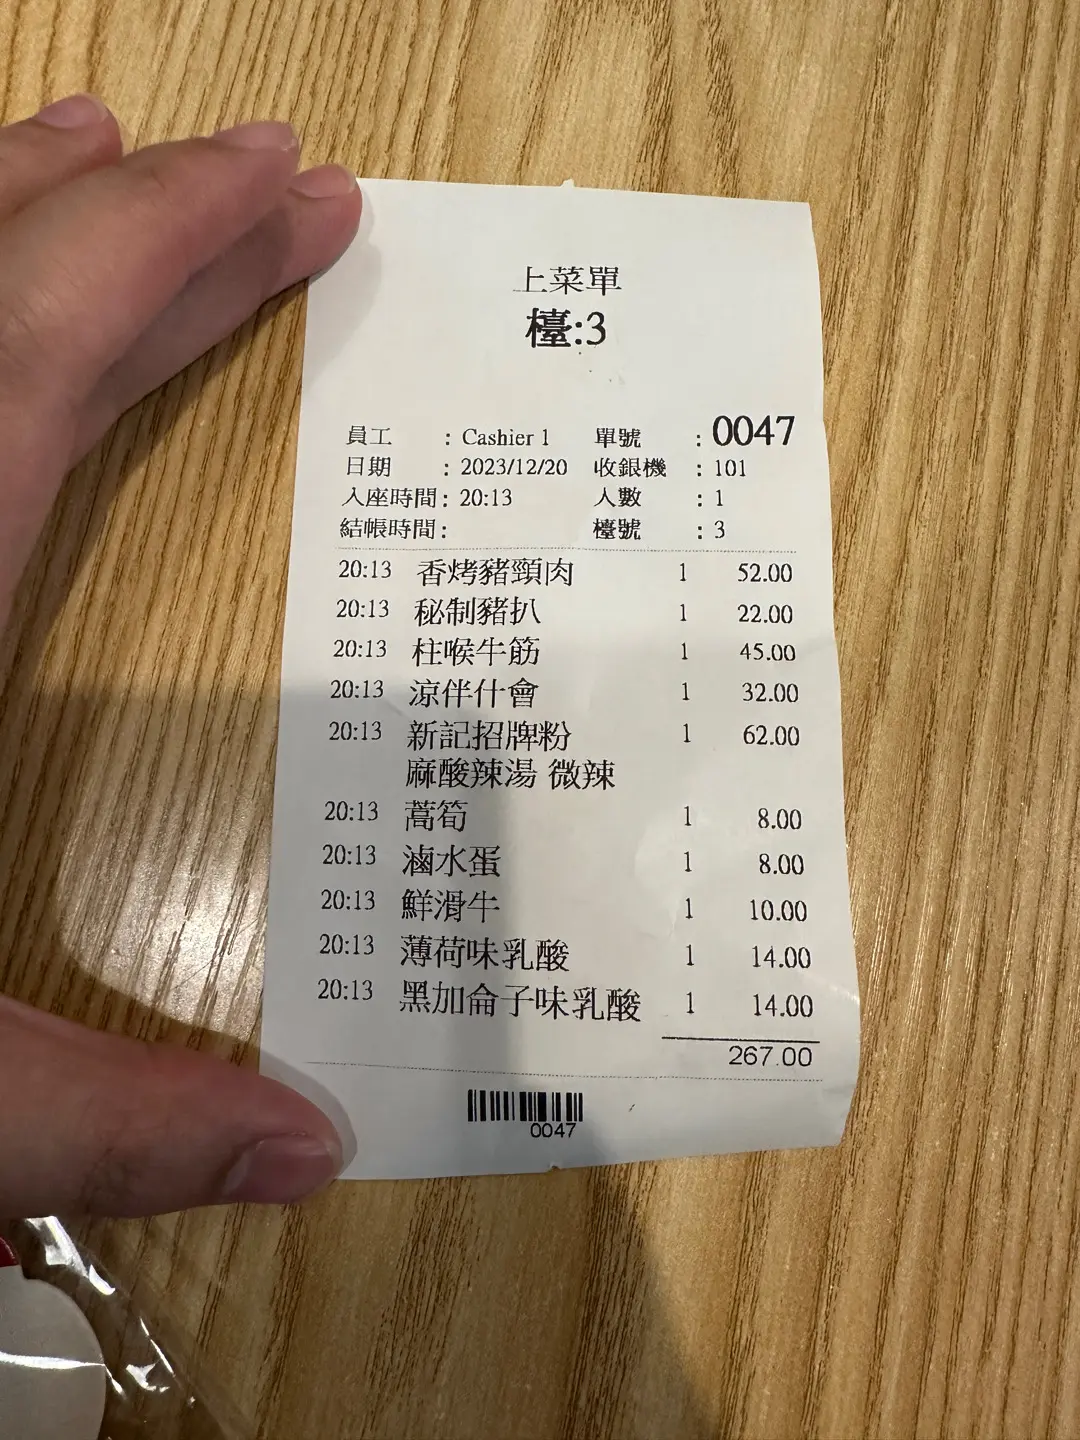 上菜單
檯:3
員工 : Cashier 1 單號 : 0047
日期 : 2023/12/20 收銀機 : 101
入座時間 : 20:13 人數 : 1
結帳時間 : 檯號 : 3
20:13 香烤豬頸肉 1 52.00
20:13 秘制豬扒 1 22.00
20:13 柱喉牛筋 1 45.00
20:13 涼伴什會 1 32.00
20:13 新記招牌粉 1 62.00
麻酸辣湯 微辣
20:13 萵筍 1 8.00
20:13 滷水蛋 1 8.00
20:13 鮮滑牛 1 10.00
20:13 薄荷味乳酸 1 14.00
20:13 黑加侖子味乳酸 1 14.00
267.00
0047